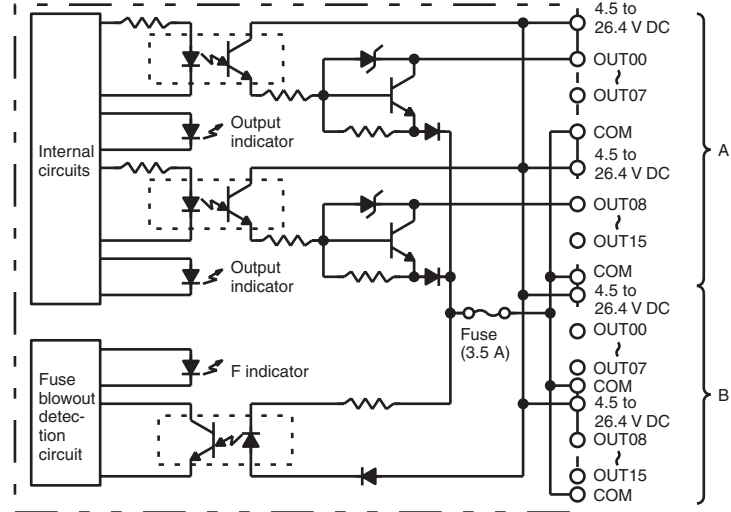 Internal
circuits
Output
indicator
Output
indicator
Fuse
(3.5 A)
Fuse
blowout
detec-
tion
circuit
F indicator
4.5 to
26.4 V DC
OUT00
~
OUT07
COM
4.5 to
26.4 V DC
OUT08
~
OUT15
COM
4.5 to
26.4 V DC
OUT00
~
OUT07
COM
4.5 to
26.4 V DC
OUT08
~
OUT15
COM
A
B